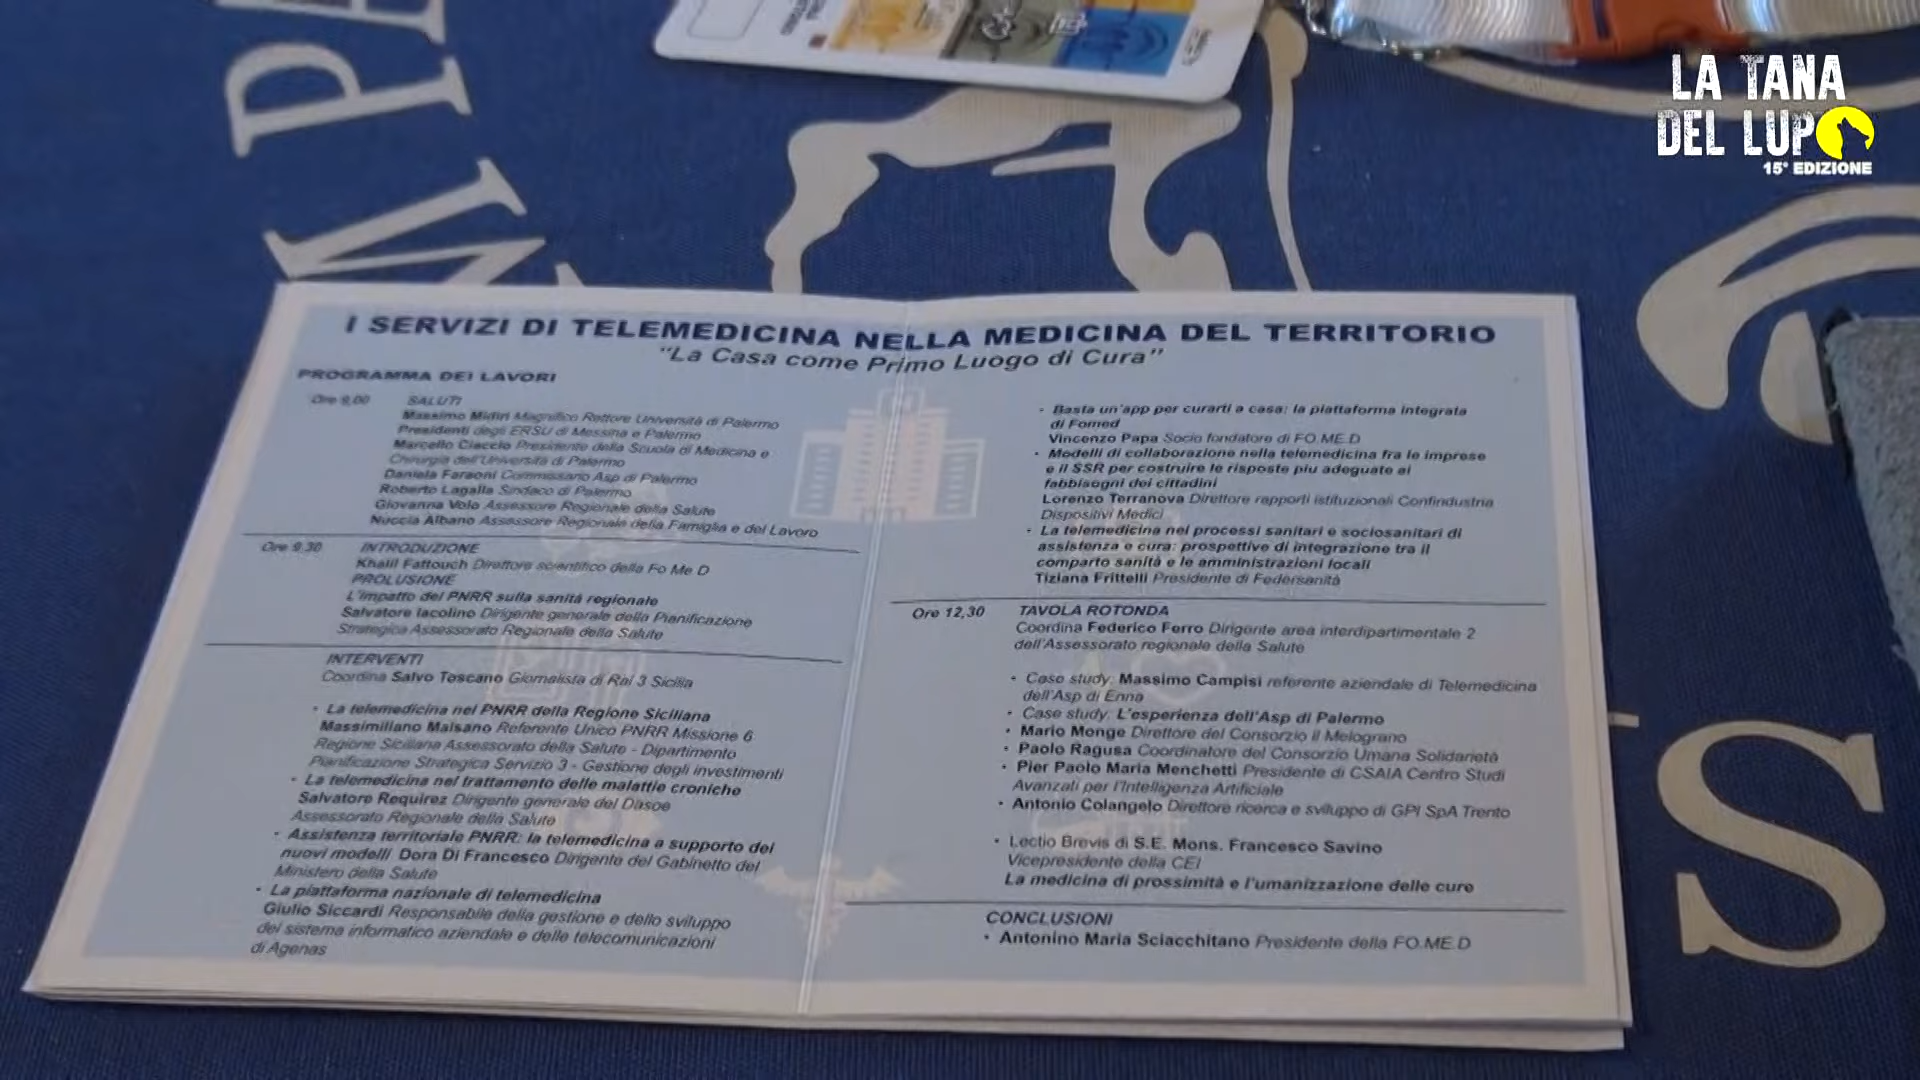 LA TANA
DEL LUPO
15° EDIZIONE
I SERVIZI DI TELEMEDICINA NELLA MEDICINA DEL TERRITORIO
"La Casa come Primo Luogo di Cura"
PROGRAMMA DEI LAVORI
Ore 9,00 SALUTI
Massimo Midiri Magnifico Rettore Università di Palermo
Presidenti degli ERSU di Messina e Palermo
Marcello Ciaccio Presidente della Scuola di Medicina e
Chirurgia dell'Università di Palermo
Daniela Faraoni Commissario Asp di Palermo
Roberto Lagalla Sindaco di Palermo
Giovanna Volo Assessore Regionale della Salute
Nuccia Albano Assessore Regionale della Famiglia e del Lavoro
Ore 9.30 INTRODUZIONE
Khalil Fattouch Direttore scientifico della Fo.Me.D
PROLUSIONE
L'impatto del PNRR sulla sanità regionale
Salvatore Iacolino Dirigente generale della Pianificazione
Strategica Assessorato Regionale della Salute
INTERVENTI
Coordina Salvo Toscano Giornalista di Rai 3 Sicilia
- La telemedicina nel PNRR della Regione Siciliana
Massimiliano Maisano Referente Unico PNRR Missione 6
Regione Siciliana Assessorato della Salute - Dipartimento
Pianificazione Strategica Servizio 3 - Gestione degli investimenti
- La telemedicina nel trattamento delle malattie croniche
Salvatore Requirez Dirigente generale del Dasoe
Assessorato Regionale della Salute
- Assistenza territoriale PNRR: la telemedicina a supporto dei
nuovi modelli Dora Di Francesco Dirigente del Gabinetto del
Ministero della Salute
- La piattaforma nazionale di telemedicina
Giulio Siccardi Responsabile della gestione e dello sviluppo
del sistema informatico aziendale e delle telecomunicazioni
di Agenas
- Basta un'app per curarti a casa: la piattaforma integrata
di Fomed
Vincenzo Papa Socio fondatore di FO.ME.D
- Modelli di collaborazione nella telemedicina fra le imprese
e il SSR per costruire le risposte piu adeguate ai
fabbisogni dei cittadini
Lorenzo Terranova Direttore rapporti istituzionali Confindustria
Dispositivi Medici
- La telemedicina nei processi sanitari e sociosanitari di
assistenza e cura: prospettive di integrazione tra il
comparto sanità e le amministrazioni locali
Tiziana Frittelli Presidente di Federsanità
Ore 12,30 TAVOLA ROTONDA
Coordina Federico Ferro Dirigente area interdipartimentale 2
dell'Assessorato regionale della Salute
- Case study: Massimo Campisi referente aziendale di Telemedicina
dell'Asp di Enna
- Case study: L'esperienza dell'Asp di Palermo
- Mario Monge Direttore del Consorzio il Melograno
- Paolo Ragusa Coordinatore del Consorzio Umana Solidarietà
- Pier Paolo Maria Menchetti Presidente di CSAIA Centro Studi
Avanzati per l'Intelligenza Artificiale
- Antonio Colangelo Direttore ricerca e sviluppo di GPI SpA Trento
- Lectio Brevis di S.E. Mons. Francesco Savino
Vicepresidente della CEI
La medicina di prossimità e l'umanizzazione delle cure
CONCLUSIONI
- Antonino Maria Sciacchitano Presidente della FO.ME.D